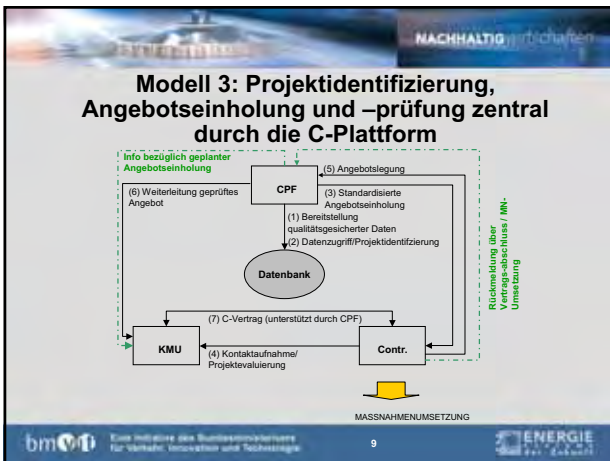 NACHHALTIGwirtschaften
Modell 3: Projektidentifizierung,
Angebotseinholung und –prüfung zentral
durch die C-Plattform
Info bezüglich geplanter
Angebotseinholung
(5) Angebotslegung
(6) Weiterleitung geprüftes
Angebot
CPF
(3) Standardisierte
Angebotseinholung
(1) Bereitstellung
qualitätsgesicherter Daten
(2) Datenzugriff/Projektidentifzierung
Datenbank
Rückmeldung über
Vertrags-abschluss / MN-
Umsetzung
(7) C-Vertrag (unterstützt durch CPF)
KMU
Contr.
(4) Kontaktaufnahme/
Projektevaluierung
MASSNAHMENUMSETZUNG
bmvit
Eine Initiative des Bundesministeriums
für Verkehr, Innovation und Technologie
9
ENERGIE
der Zukunft